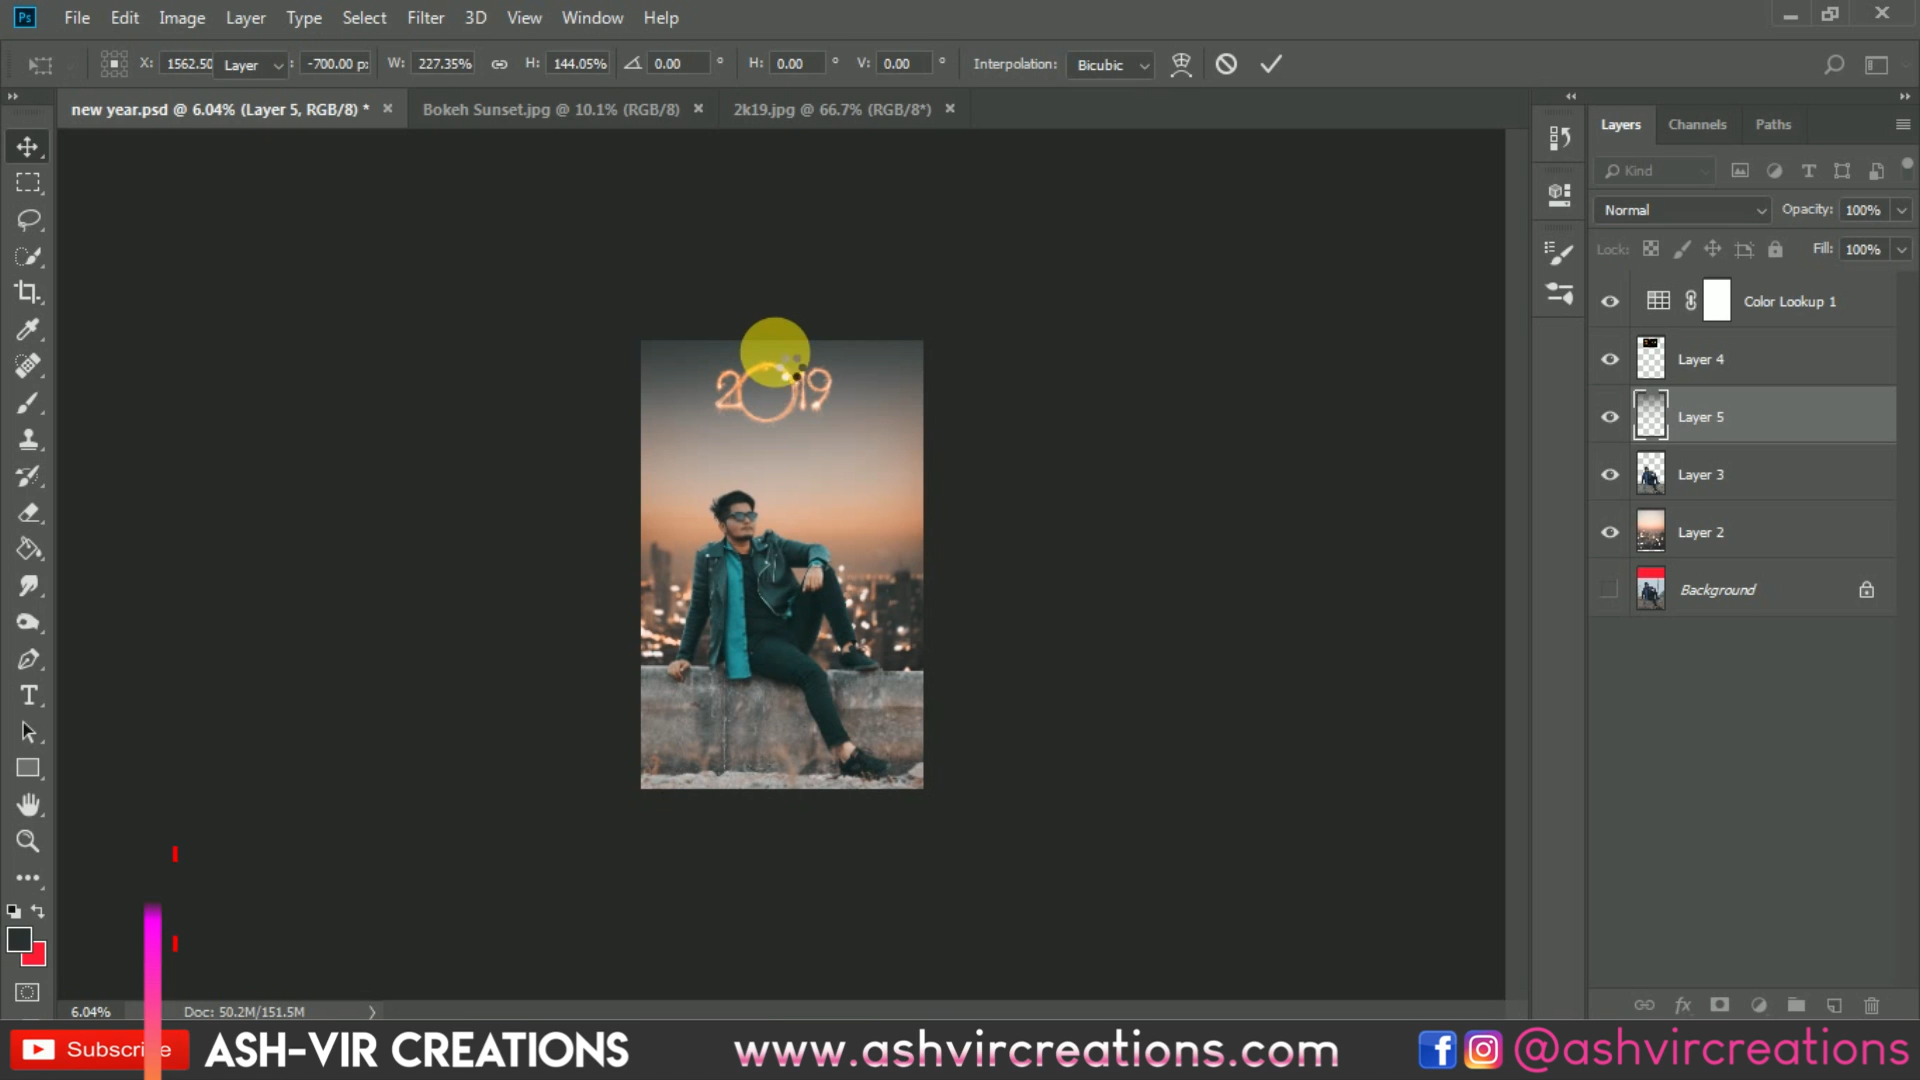 Ps File Edit Image Layer Type Select Filter 3D View Window Help
X: 1562.50 Layer : -700.00 p: W: 227.35% H: 144.05% 0.00 ° H: 0.00 ° V: 0.00 ° Interpolation: Bicubic
new year.psd @ 6.04% (Layer 5, RGB/8) * × Bokeh Sunset.jpg @ 10.1% (RGB/8) × 2k19.jpg @ 66.7% (RGB/8*) ×
Layers Channels Paths
Kind
Normal Opacity: 100%
Lock: Fill: 100%
Color Lookup 1
Layer 4
Layer 5
Layer 3
Layer 2
Background
2019
6.04% Doc: 50.2M/151.5M
Subscribe ASH-VIR CREATIONS www.ashvircreations.com @ashvircreations